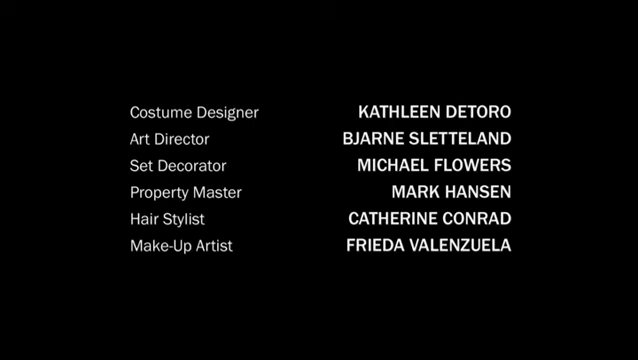 Costume Designer KATHLEEN DETORO
Art Director BJARNE SLETTELAND
Set Decorator MICHAEL FLOWERS
Property Master MARK HANSEN
Hair Stylist CATHERINE CONRAD
Make-Up Artist FRIEDA VALENZUELA